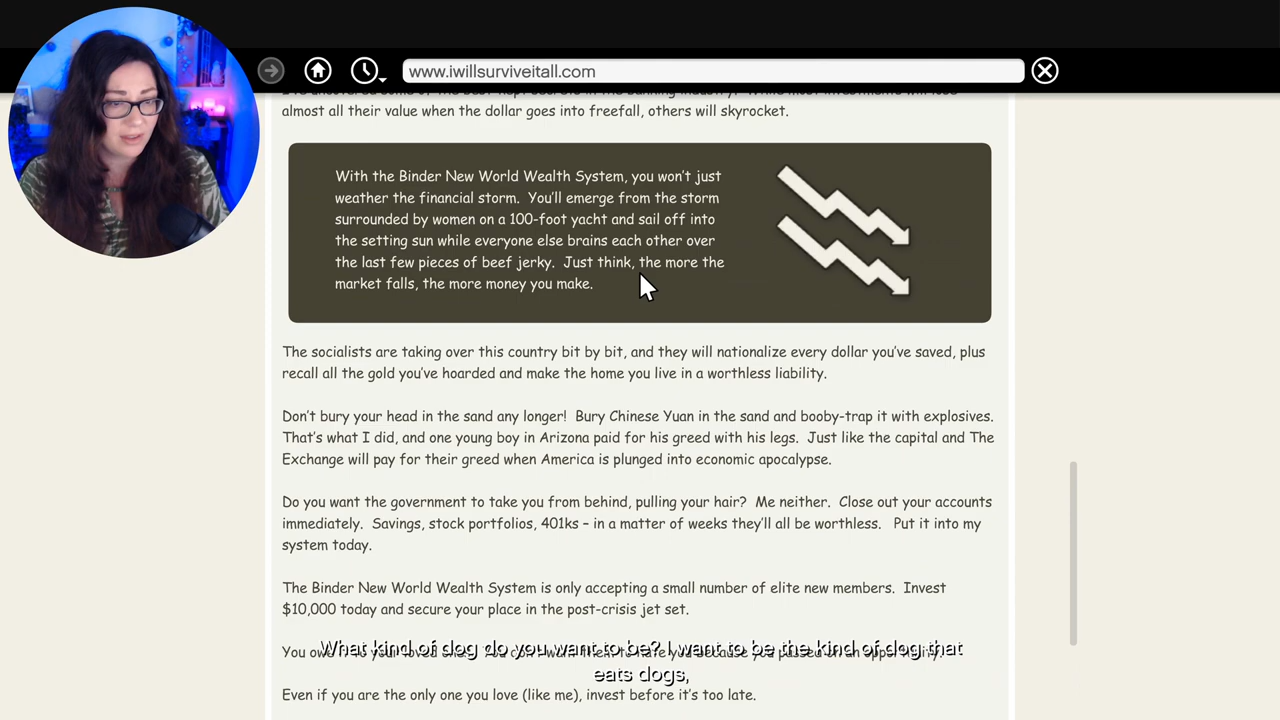 www.iwillsurviveitall.com
almost all their value when the dollar goes into freefall, others will skyrocket.
With the Binder New World Wealth System, you won't just
weather the financial storm. You'll emerge from the storm
surrounded by women on a 100-foot yacht and sail off into
the setting sun while everyone else brains each other over
the last few pieces of beef jerky. Just think, the more the
market falls, the more money you make.
The socialists are taking over this country bit by bit, and they will nationalize every dollar you've saved, plus
recall all the gold you've hoarded and make the home you live in a worthless liability.
Don't bury your head in the sand any longer! Bury Chinese Yuan in the sand and booby-trap it with explosives.
That's what I did, and one young boy in Arizona paid for his greed with his legs. Just like the capital and The
Exchange will pay for their greed when America is plunged into economic apocalypse.
Do you want the government to take you from behind, pulling your hair? Me neither. Close out your accounts
immediately. Savings, stock portfolios, 401ks – in a matter of weeks they'll all be worthless. Put it into my
system today.
The Binder New World Wealth System is only accepting a small number of elite new members. Invest
$10,000 today and secure your place in the post-crisis jet set.
What kind of dog do you want to be? I want to be the kind of dog that
eats dogs,
Even if you are the only one you love (like me), invest before it's too late.